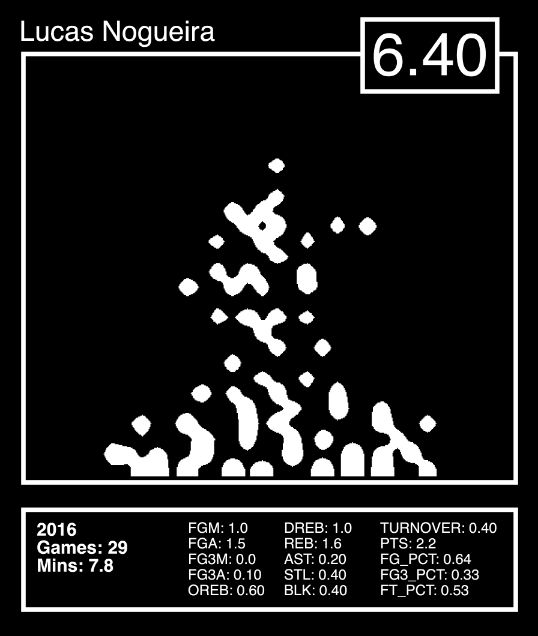 Lucas Nogueira
6.40
2016
Games: 29
Mins: 7.8
FGM: 1.0
FGA: 1.5
FG3M: 0.0
FG3A: 0.10
OREB: 0.60
DREB: 1.0
REB: 1.6
AST: 0.20
STL: 0.40
BLK: 0.40
TURNOVER: 0.40
PTS: 2.2
FG_PCT: 0.64
FG3_PCT: 0.33
FT_PCT: 0.53